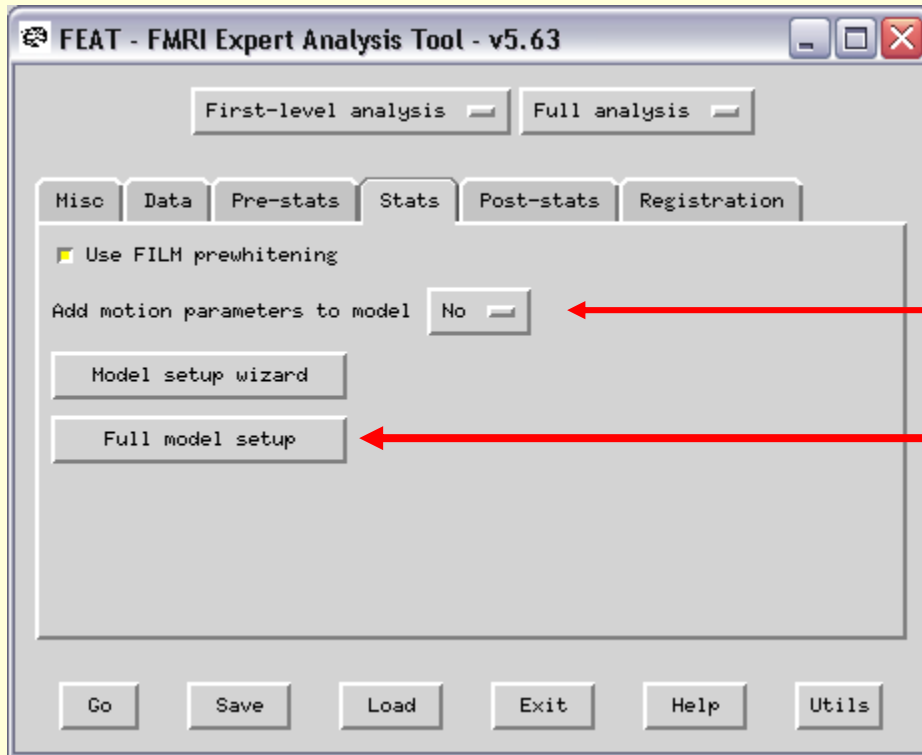 FEAT - FMRI Expert Analysis Tool - v5.63
First-level analysis Full analysis
Misc Data Pre-stats Stats Post-stats Registration
Use FILM prewhitening
Add motion parameters to model No
Model setup wizard
Full model setup
Go Save Load Exit Help Utils